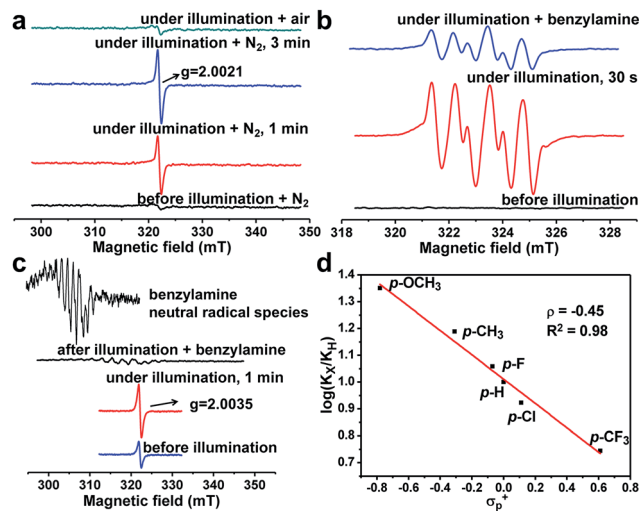 a
under illumination + air
under illumination + N2, 3 min
g=2.0021
under illumination + N2, 1 min
before illumination + N2
300 310 320 330 340 350
Magnetic field (mT)
b
under illumination + benzylamine
under illumination, 30 s
before illumination
318 320 322 324 326 328
Magnetic field (mT)
c
benzylamine
neutral radical species
after illumination + benzylamine
under illumination, 1 min
g=2.0035
before illumination
300 310 320 330 340 350
Magnetic field (mT)
d
log(KX/KH)
1.4
1.3
1.2
1.1
1.0
0.9
0.8
0.7
p-OCH3
ρ = -0.45
R2 = 0.98
p-CH3
p-F
p-H
p-Cl
p-CF3
-0.8 -0.6 -0.4 -0.2 0.0 0.2 0.4 0.6 0.8
σp+